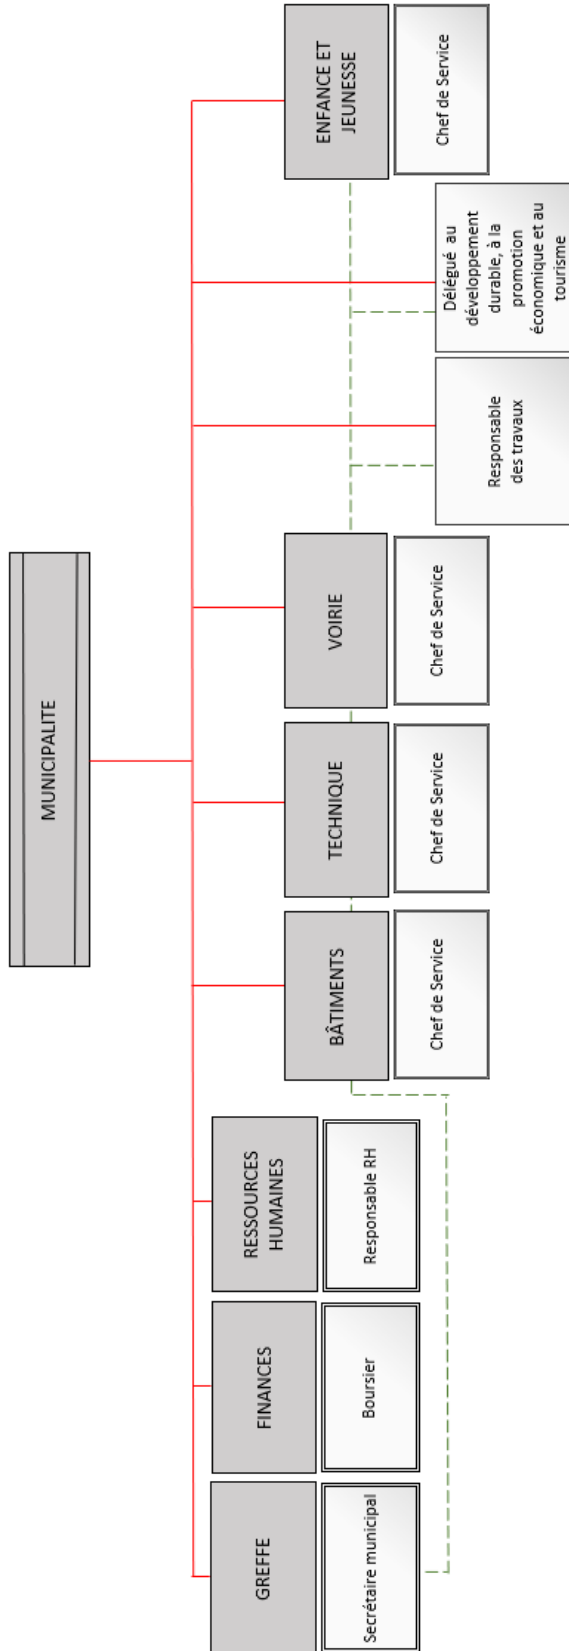 MUNICIPALITE
GREFFE
Secrétaire municipal
FINANCES
Boursier
RESSOURCES
HUMAINES
Responsable RH
BÂTIMENTS
Chef de Service
TECHNIQUE
Chef de Service
VOIRIE
Chef de Service
Responsable
des travaux
Délégué au
développement
durable, à la
promotion
économique et au
tourisme
ENFANCE ET
JEUNESSE
Chef de Service